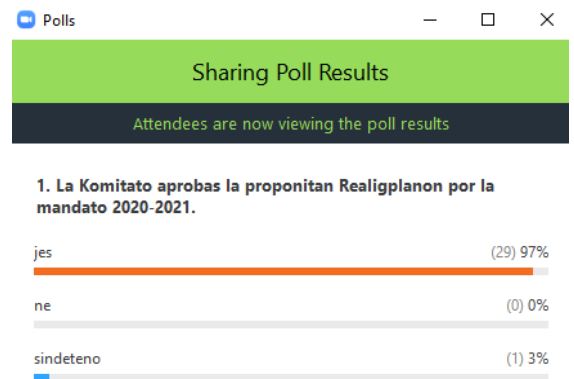 Polls
Sharing Poll Results
Attendees are now viewing the poll results
1. La Komitato aprobas la proponitan Realigplanon por la
mandato 2020-2021.
jes (29) 97%
ne (0) 0%
sindeteno (1) 3%